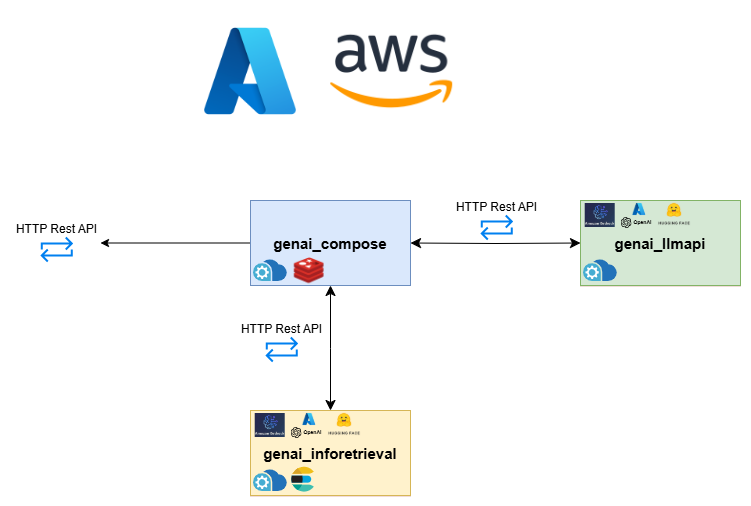 aws
HTTP Rest API
HTTP Rest API
genai_compose
OpenAI
HUGGING FACE
genai_llmapi
HTTP Rest API
OpenAI
HUGGING FACE
genai_inforetrieval